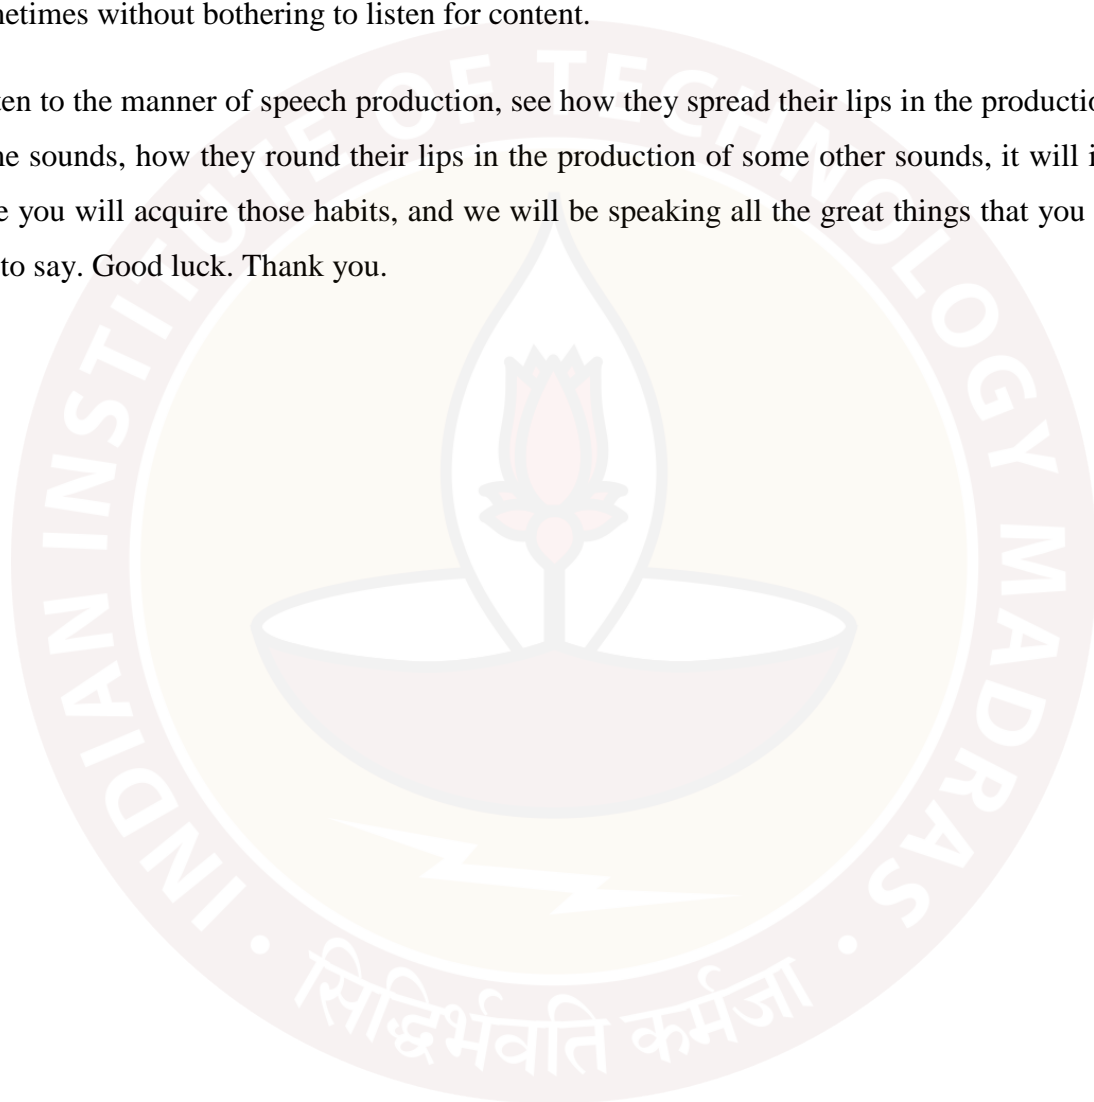 netimes without bothering to listen for content.
ten to the manner of speech production, see how they spread their lips in the productio
ne sounds, how they round their lips in the production of some other sounds, it will i
e you will acquire those habits, and we will be speaking all the great things that you
to say. Good luck. Thank you.
INDIAN INSTITUTE OF TECHNOLOGY MADRAS
सिद्धिर्भवति कर्मजा